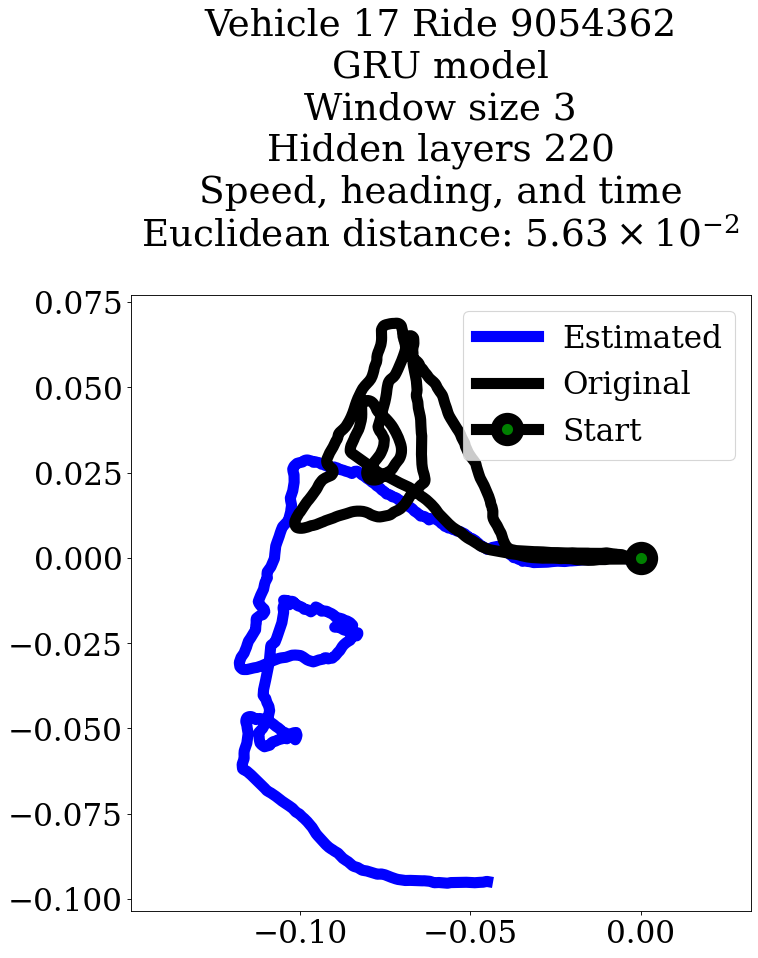 Vehicle 17 Ride 9054362
GRU model
Window size 3
Hidden layers 220
Speed, heading, and time
Euclidean distance: 5.63 × 10⁻²
0.075
0.050
0.025
0.000
−0.025
−0.050
−0.075
−0.100
Estimated
Original
Start
−0.10 −0.05 0.00